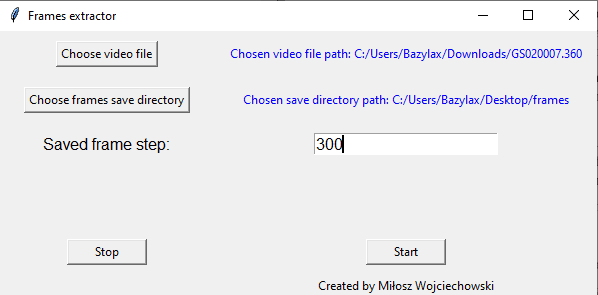 Frames extractor
Choose video file
Chosen video file path: C:/Users/Bazylax/Downloads/GS020007.360
Choose frames save directory
Chosen save directory path: C:/Users/Bazylax/Desktop/frames
Saved frame step:
300
Stop
Start
Created by Miłosz Wojciechowski